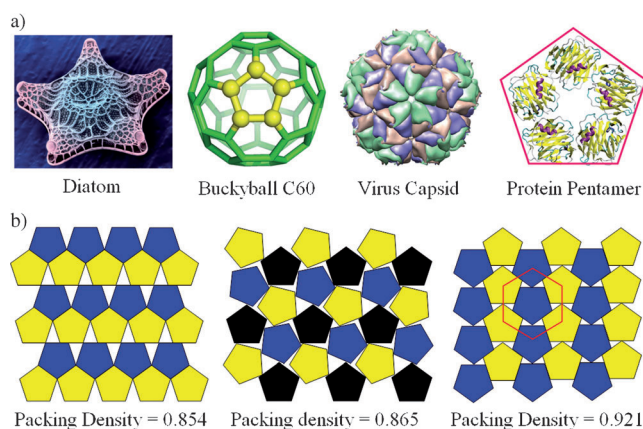 a)
Diatom
Buckyball C60
Virus Capsid
Protein Pentamer
b)
Packing Density = 0.854
Packing density = 0.865
Packing Density = 0.921